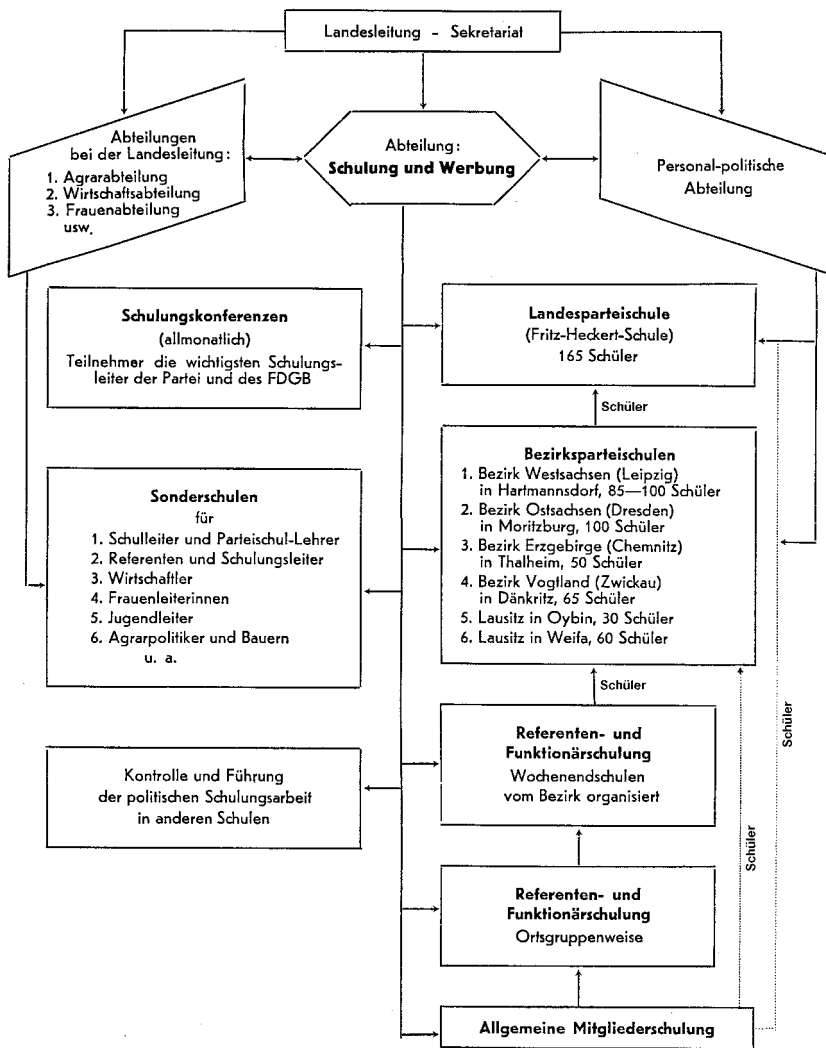 Landesleitung – Sekretariat
Abteilungen
bei der Landesleitung:
1. Agrarabteilung
2. Wirtschaftsabteilung
3. Frauenabteilung
usw.
Abteilung:
Schulung und Werbung
Personal-politische
Abteilung
Schulungskonferenzen
(allmonatlich)
Teilnehmer die wichtigsten Schulungs-
leiter der Partei und des FDGB
Landesparteischule
(Fritz-Heckert-Schule)
165 Schüler
Schüler
Sonderschulen
für
1. Schulleiter und Parteischul-Lehrer
2. Referenten und Schulungsleiter
3. Wirtschaftler
4. Frauenleiterinnen
5. Jugendleiter
6. Agrarpolitiker und Bauern
u. a.
Bezirksparteischulen
1. Bezirk Westsachsen (Leipzig)
in Hartmannsdorf, 85—100 Schüler
2. Bezirk Ostsachsen (Dresden)
in Moritzburg, 100 Schüler
3. Bezirk Erzgebirge (Chemnitz)
in Thalheim, 50 Schüler
4. Bezirk Vogtland (Zwickau)
in Dänkritz, 65 Schüler
5. Lausitz in Oybin, 30 Schüler
6. Lausitz in Weifa, 60 Schüler
Schüler
Schüler
Kontrolle und Führung
der politischen Schulungsarbeit
in anderen Schulen
Referenten- und
Funktionärschulung
Wochenendschulen
vom Bezirk organisiert
Schüler
Referenten- und
Funktionärschulung
Ortsgruppenweise
Allgemeine Mitgliederschulung